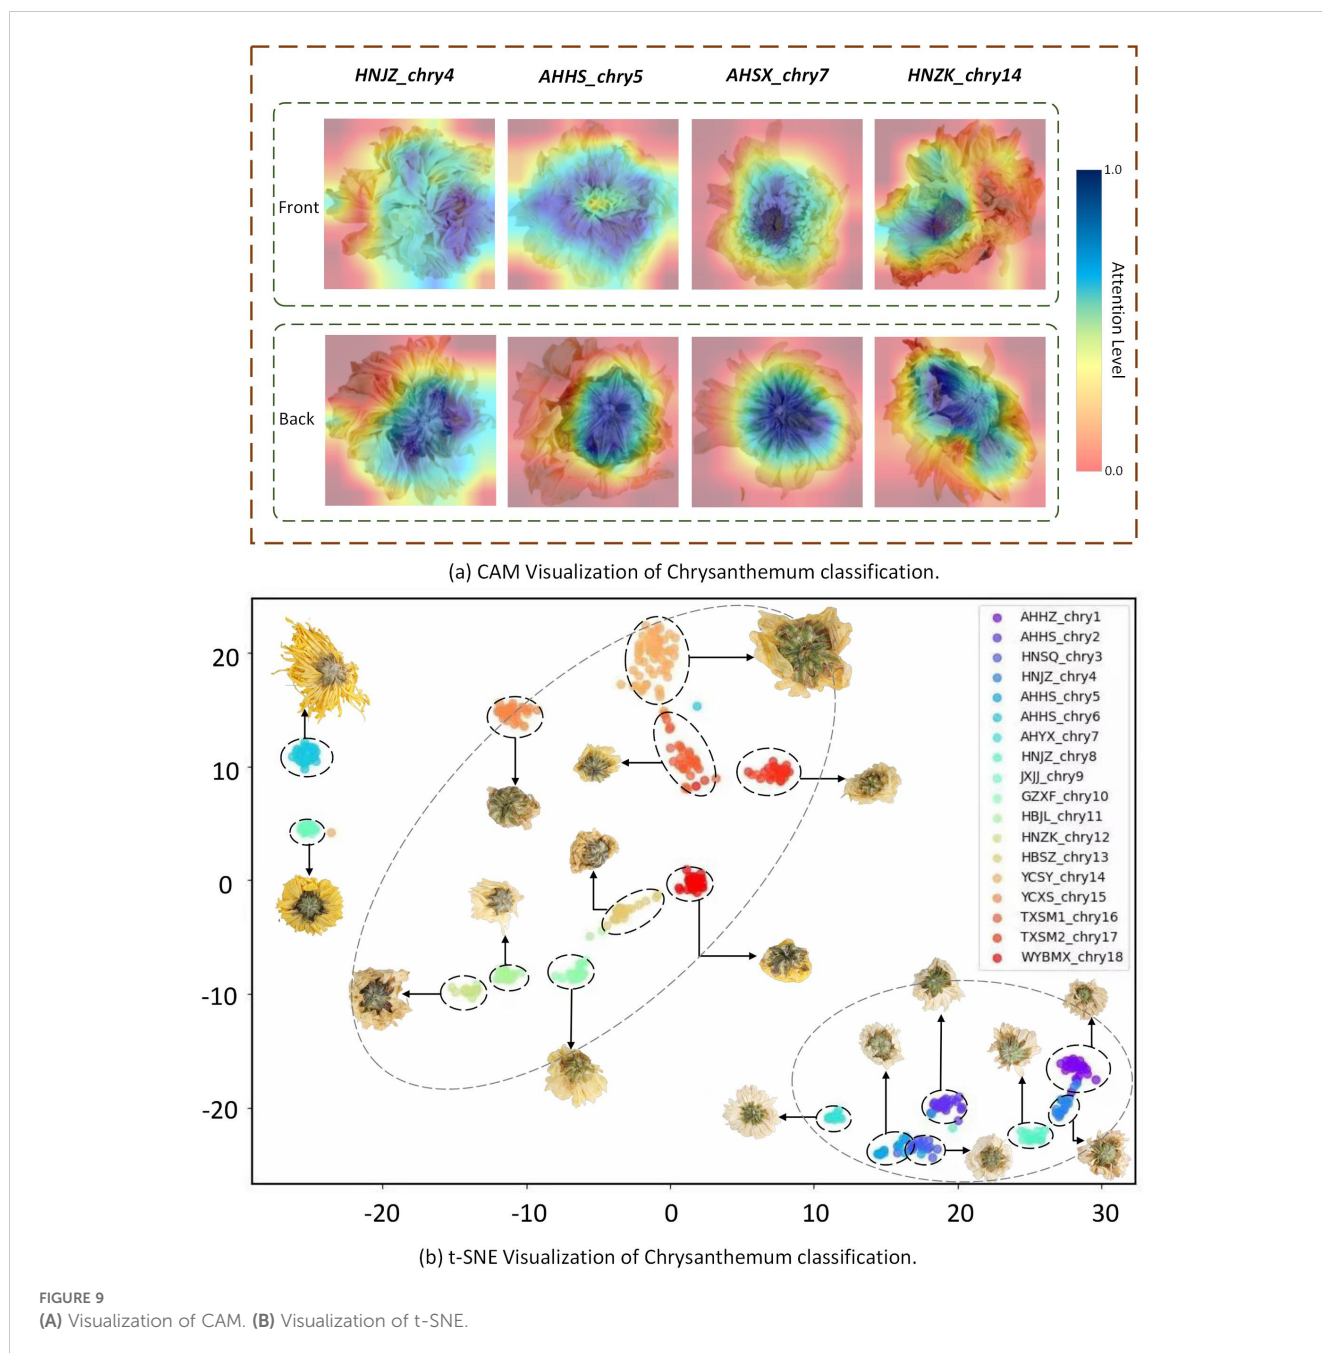 HNJZ_chry4 AHHS_chry5 AHSX_chry7 HNZK_chry14
Front
Back
1.0
Attention Level
0.0
(a) CAM Visualization of Chrysanthemum classification.
20
10
0
-10
-20
-20 -10 0 10 20 30
AHHZ_chry1
AHHS_chry2
HNSQ_chry3
HNJZ_chry4
AHHS_chry5
AHHS_chry6
AHYX_chry7
HNJZ_chry8
JXJJ_chry9
GZXF_chry10
HBJL_chry11
HNZK_chry12
HBSZ_chry13
YCSY_chry14
YCXS_chry15
TXSM1_chry16
TXSM2_chry17
WYBMX_chry18
(b) t-SNE Visualization of Chrysanthemum classification.
FIGURE 9
(A) Visualization of CAM. (B) Visualization of t-SNE.